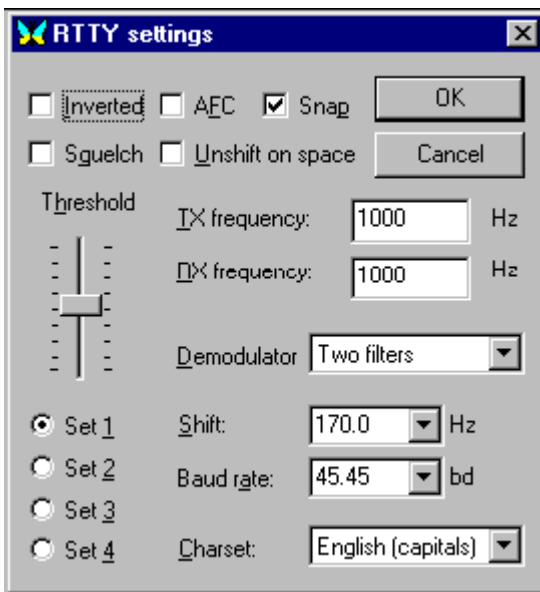 RTTY settings
Inverted AFC Snap OK
Squelch Unshift on space Cancel
Threshold
TX frequency: 1000 Hz
ΠX frequency: 1000 Hz
Demodulator Two filters
Set 1 Shift: 170.0 Hz
Set 2 Baud rate: 45.45 bd
Set 3
Set 4 Charset: English (capitals)